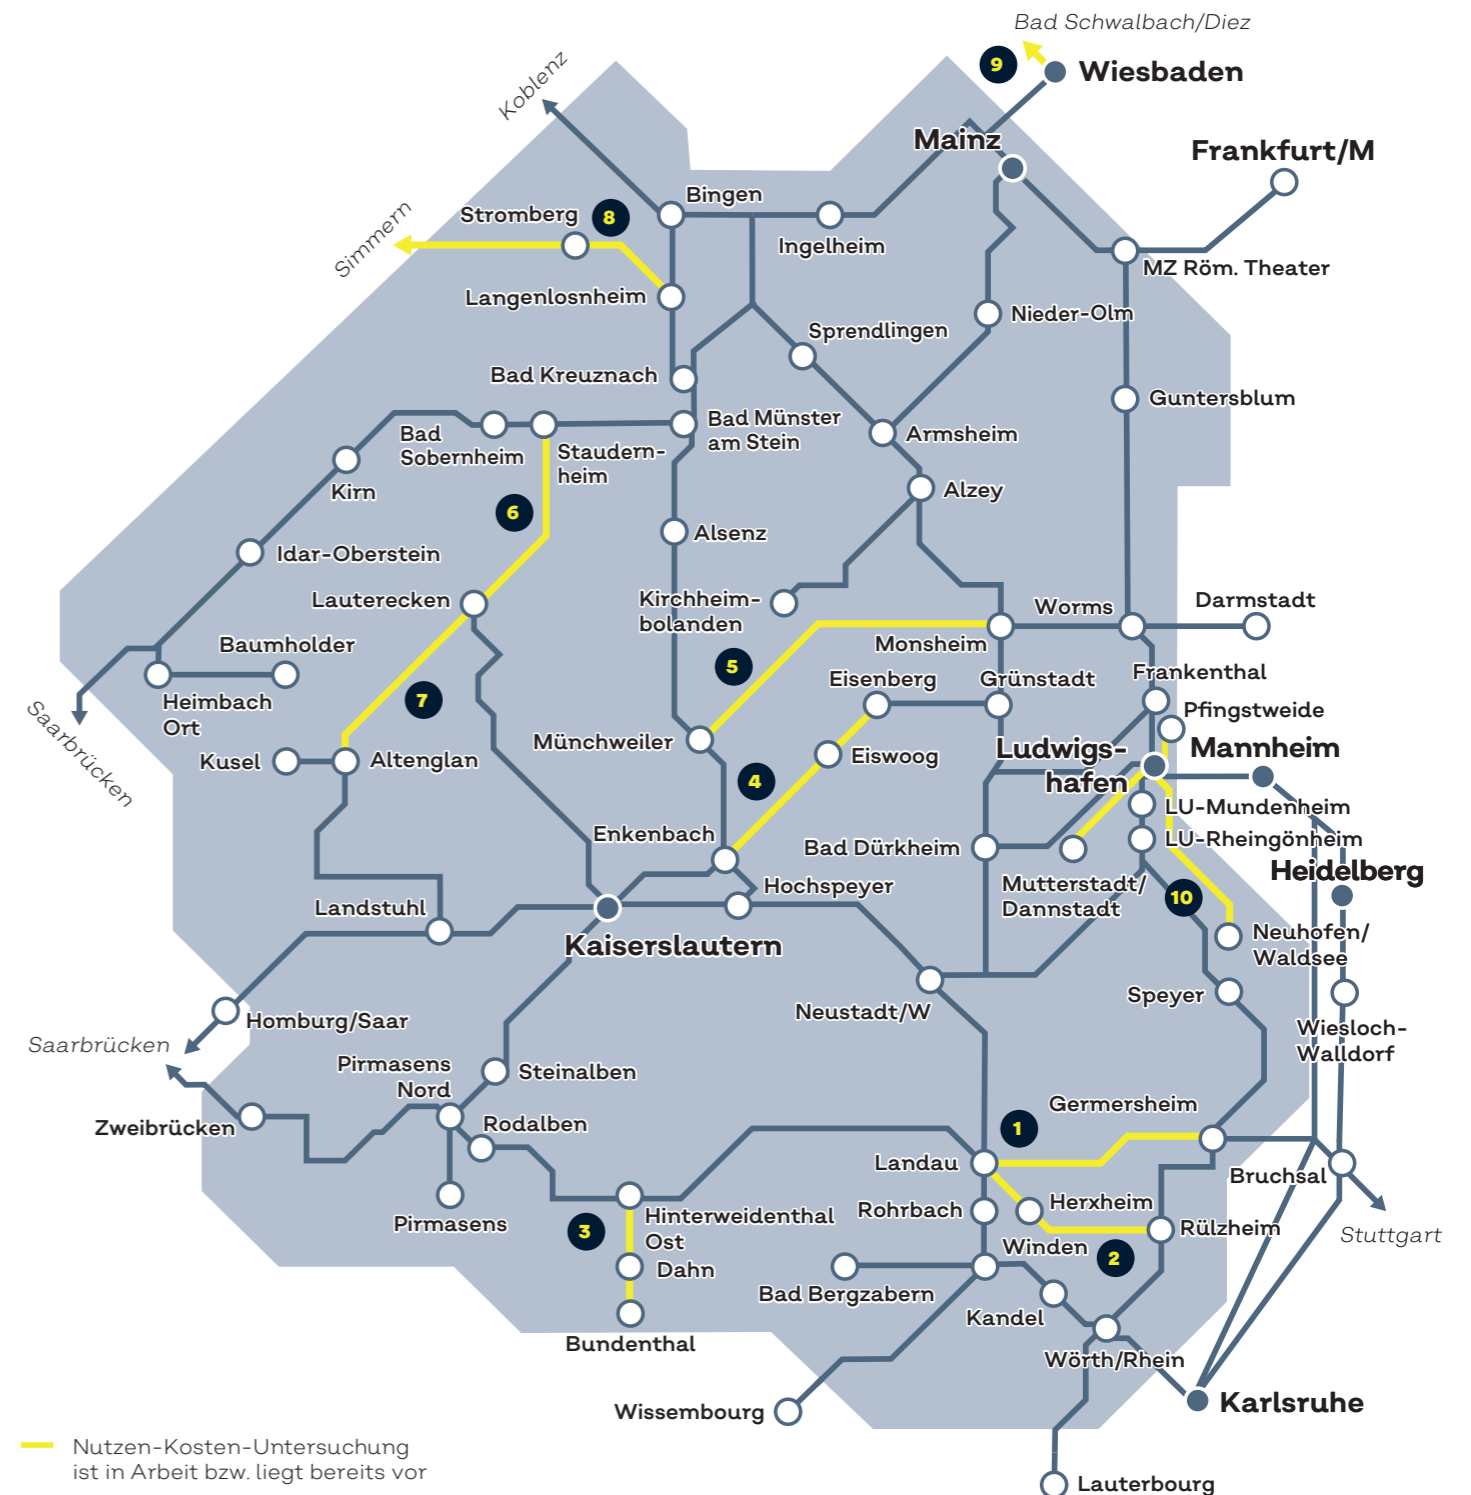 Bad Schwalbach/Diez
9
Wiesbaden
Koblenz
Mainz
Frankfurt/M
Bingen
Stromberg
8
Simmern
Ingelheim
MZ Röm. Theater
Langenlosnheim
Nieder-Olm
Sprendlingen
Bad Kreuznach
Guntersblum
Bad Münster
am Stein
Bad
Sobernheim
Staudern-
heim
Armsheim
Kirn
Alzey
6
Alsenz
Idar-Oberstein
Lauterecken
Kirchheim-
bolanden
Worms
Darmstadt
Baumholder
Monsheim
5
Eisenberg
Grünstadt
Frankenthal
Heimbach
Ort
7
Pfingstweide
Saarbrücken
Münchweiler
Ludwigs-
hafen
Mannheim
Kusel
Altenglan
Eiswoog
4
LU-Mundenheim
Enkenbach
Bad Dürkheim
LU-Rheingönheim
Heidelberg
Hochspeyer
Mutterstadt/
Dannstadt
10
Landstuhl
Kaiserslautern
Neuhofen/
Waldsee
Speyer
Neustadt/W
Homburg/Saar
Wiesloch-
Walldorf
Saarbrücken
Pirmasens
Nord
Steinalben
Zweibrücken
Rodalben
Germersheim
1
Landau
Bruchsal
Pirmasens
Rohrbach
Herxheim
Hinterweidenthal
Ost
3
Rülzheim
Stuttgart
Winden
2
Dahn
Bad Bergzabern
Kandel
Bundenthal
Wörth/Rhein
Wissembourg
Karlsruhe
Nutzen-Kosten-Untersuchung
ist in Arbeit bzw. liegt bereits vor
Lauterbourg